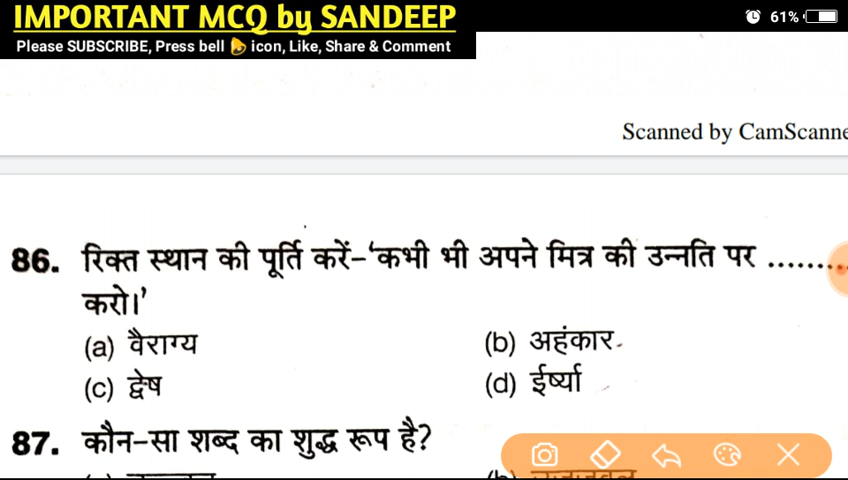 IMPORTANT MCQ by SANDEEP
61%
Please SUBSCRIBE, Press bell icon, Like, Share & Comment
Scanned by CamScanne
86. रिक्त स्थान की पूर्ति करें-'कभी भी अपने मित्र की उन्नति पर ........
करो।'
(a) वैराग्य (b) अहंकार
(c) द्वेष (d) ईर्ष्या
87. कौन-सा शब्द का शुद्ध रूप है?